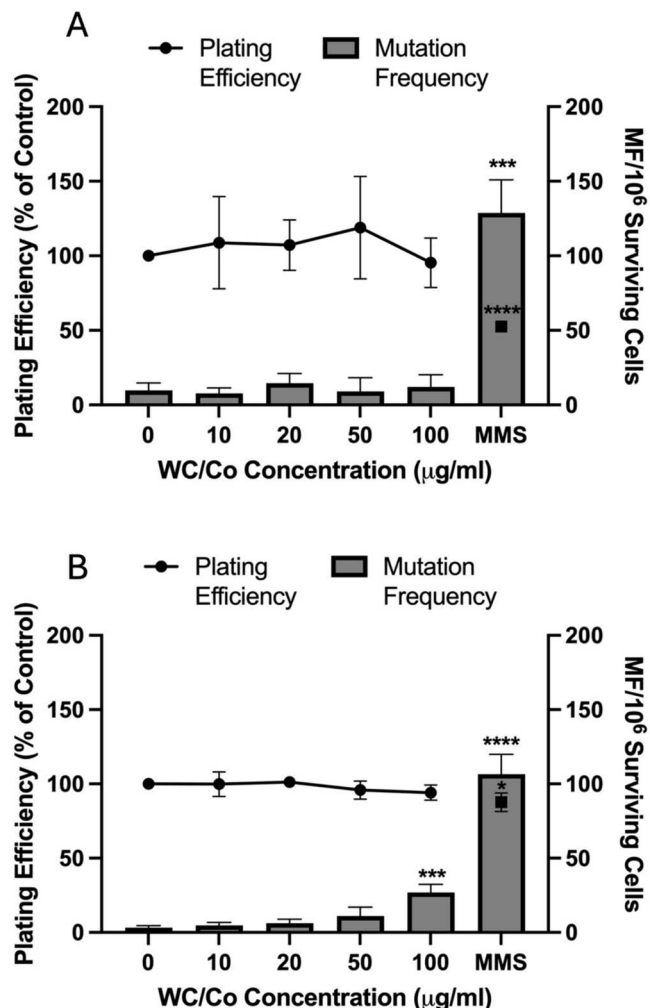 A
Plating Efficiency
Mutation Frequency
Plating Efficiency (% of Control)
200
150
100
50
0
200
150
100
50
0
MF/10⁶ Surviving Cells
***
****
0 10 20 50 100 MMS
WC/Co Concentration (μg/ml)
B
Plating Efficiency
Mutation Frequency
Plating Efficiency (% of Control)
200
150
100
50
0
200
150
100
50
0
MF/10⁶ Surviving Cells
****
*
***
0 10 20 50 100 MMS
WC/Co Concentration (μg/ml)